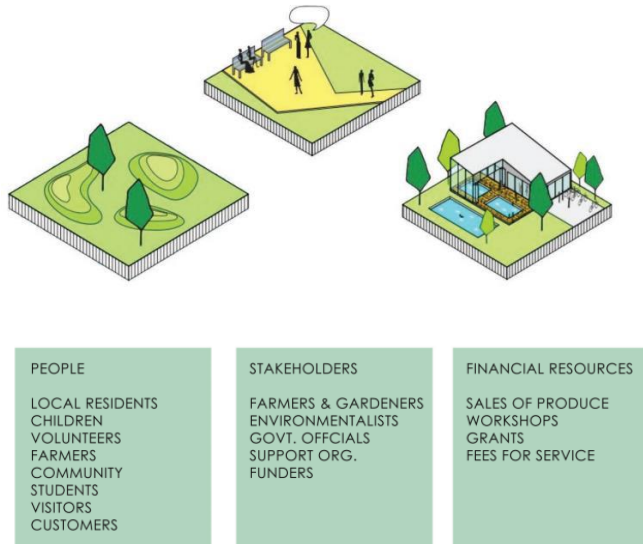 PEOPLE
LOCAL RESIDENTS
CHILDREN
VOLUNTEERS
FARMERS
COMMUNITY
STUDENTS
VISITORS
CUSTOMERS
STAKEHOLDERS
FARMERS & GARDENERS
ENVIRONMENTALISTS
GOVT. OFFCIALS
SUPPORT ORG.
FUNDERS
FINANCIAL RESOURCES
SALES OF PRODUCE
WORKSHOPS
GRANTS
FEES FOR SERVICE